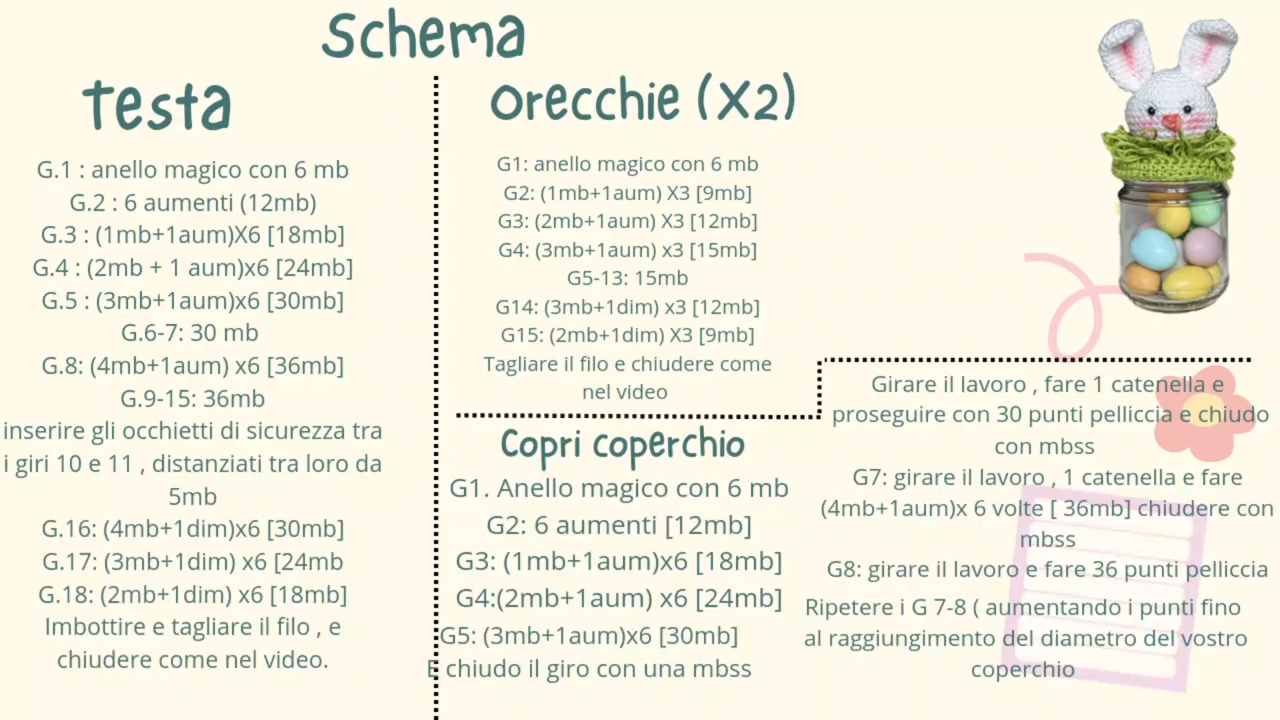 Schema
Testa
G.1 : anello magico con 6 mb
G.2 : 6 aumenti (12mb)
G.3 : (1mb+1aum)X6 [18mb]
G.4 : (2mb + 1 aum)x6 [24mb]
G.5 : (3mb+1aum)x6 [30mb]
G.6-7: 30 mb
G.8: (4mb+1aum) x6 [36mb]
G.9-15: 36mb
inserire gli occhietti di sicurezza tra
i giri 10 e 11 , distanziati tra loro da
5mb
G.16: (4mb+1dim)x6 [30mb]
G.17: (3mb+1dim) x6 [24mb
G.18: (2mb+1dim) x6 [18mb]
Imbottire e tagliare il filo , e
chiudere come nel video.
Orecchie (X2)
G1: anello magico con 6 mb
G2: (1mb+1aum) X3 [9mb]
G3: (2mb+1aum) X3 [12mb]
G4: (3mb+1aum) x3 [15mb]
G5-13: 15mb
G14: (3mb+1dim) x3 [12mb]
G15: (2mb+1dim) X3 [9mb]
Tagliare il filo e chiudere come
nel video
Copri coperchio
G1. Anello magico con 6 mb
G2: 6 aumenti [12mb]
G3: (1mb+1aum)x6 [18mb]
G4:(2mb+1aum) x6 [24mb]
G5: (3mb+1aum)x6 [30mb]
E chiudo il giro con una mbss
Girare il lavoro , fare 1 catenella e
proseguire con 30 punti pelliccia e chiudo
con mbss
G7: girare il lavoro , 1 catenella e fare
(4mb+1aum)x 6 volte [ 36mb] chiudere con
mbss
G8: girare il lavoro e fare 36 punti pelliccia
Ripetere i G 7-8 ( aumentando i punti fino
al raggiungimento del diametro del vostro
coperchio